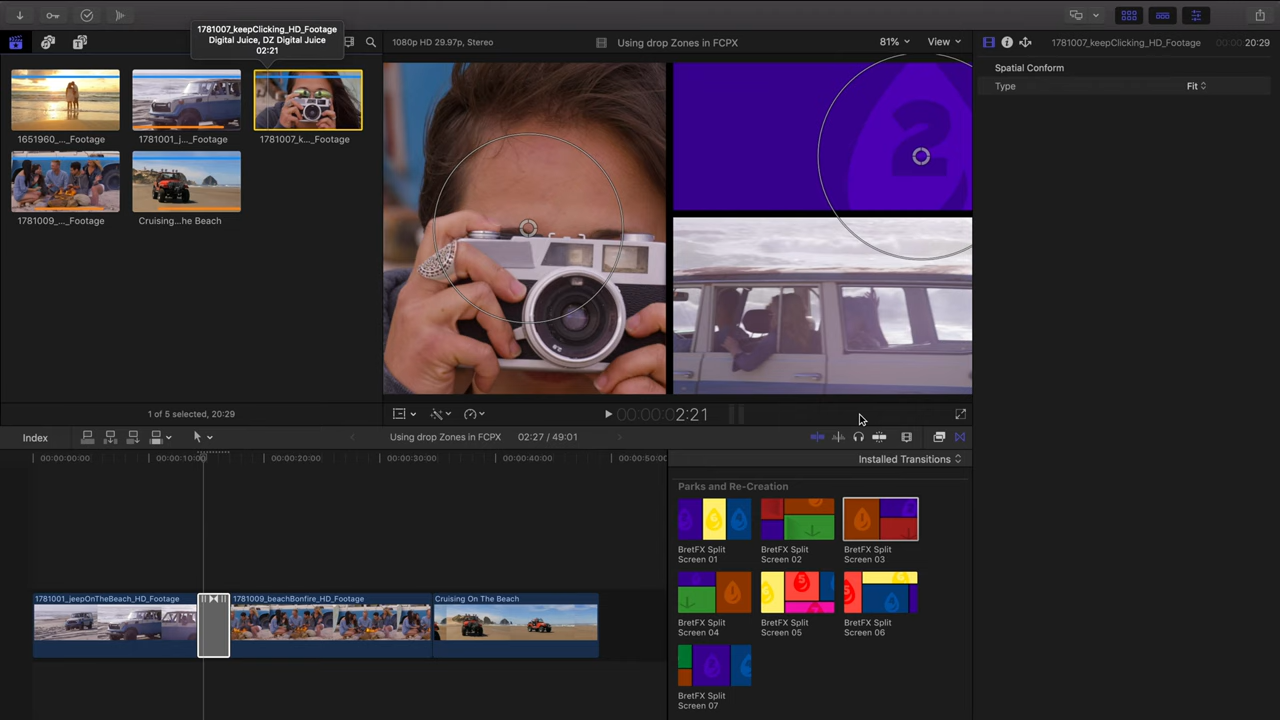 1781007_keepClicking_HD_Footage
Digital Juice, DZ Digital Juice
02:21
1651960_..._Footage
1781001_j..._Footage
1781007_k..._Footage
1781009_..._Footage
Cruising...he Beach
1 of 5 selected, 20:29
1080p HD 29.97p, Stereo
Using drop Zones in FCPX
81%
View
2
2:21
1781007_keepClicking_HD_Footage
20:29
Spatial Conform
Type
Fit
Index
Using drop Zones in FCPX
02:27 / 49:01
00:00:00:00
00:00:10:00
00:00:20:00
00:00:30:00
00:00:40:00
00:00:50:00
1781001_jeepOnTheBeach_HD_Footage
1781009_beachBonfire_HD_Footage
Cruising On The Beach
Installed Transitions
Parks and Re-Creation
BretFX Split
Screen 01
BretFX Split
Screen 02
BretFX Split
Screen 03
BretFX Split
Screen 04
BretFX Split
Screen 05
BretFX Split
Screen 06
BretFX Split
Screen 07